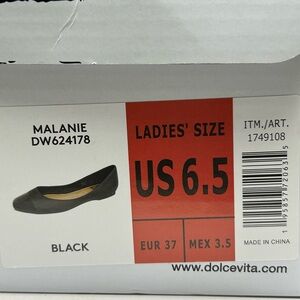 MALANIE
DW624178
BLACK
LADIES' SIZE
US 6.5
EUR 37
MEX 3.5
ITM./ART.
1749108
MADE IN CHINA
www.dolcevita.com